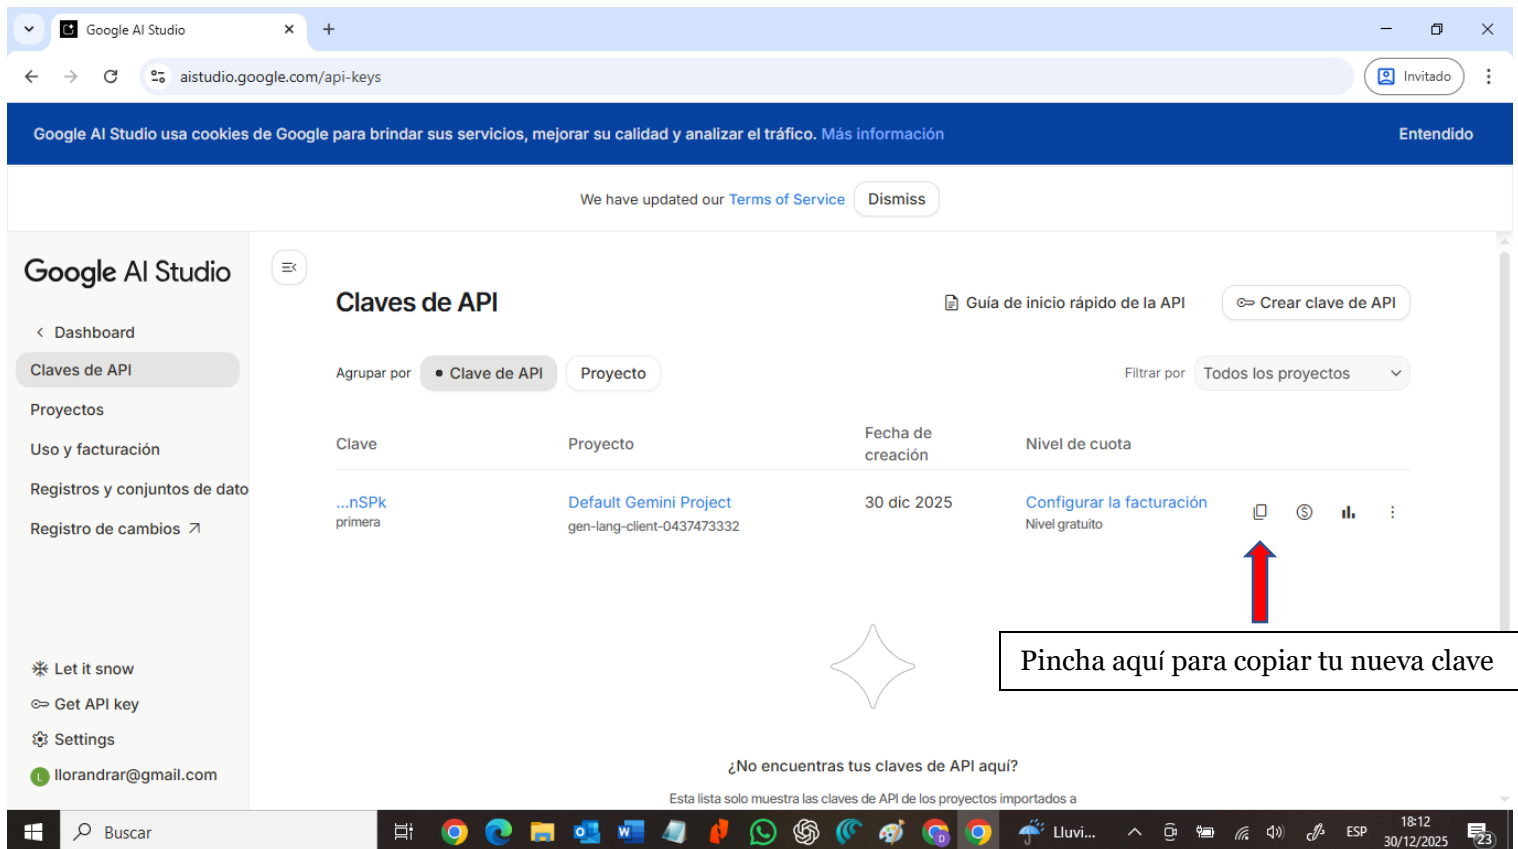 Google AI Studio
aistudio.google.com/api-keys
Invitado
Google AI Studio usa cookies de Google para brindar sus servicios, mejorar su calidad y analizar el tráfico. Más información
Entendido
We have updated our Terms of Service
Dismiss
Google AI Studio
Dashboard
Claves de API
Proyectos
Uso y facturación
Registros y conjuntos de dato
Registro de cambios
Let it snow
Get API key
Settings
L
llorandrar@gmail.com
Claves de API
Guía de inicio rápido de la API
Crear clave de API
Agrupar por
Clave de API
Proyecto
Filtrar por
Todos los proyectos
Clave
Proyecto
Fecha de
creación
Nivel de cuota
...nSPk
primera
Default Gemini Project
gen-lang-client-0437473332
30 dic 2025
Configurar la facturación
Nivel gratuito
Pincha aquí para copiar tu nueva clave
¿No encuentras tus claves de API aquí?
Esta lista solo muestra las claves de API de los proyectos importados a
Buscar
Lluvi...
ESP
18:12
30/12/2025
23